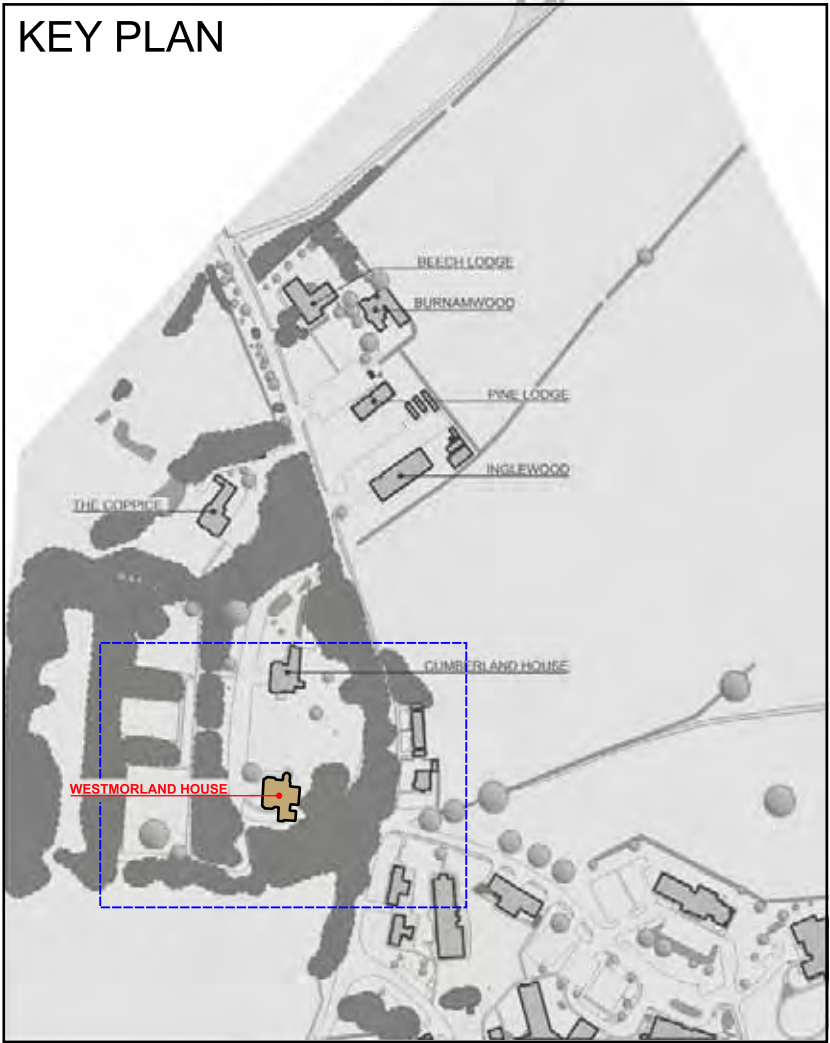 KEY PLAN
BEECH LODGE
BURNAMWOOD
PINE LODGE
INGLEWOOD
THE COPPICE
CUMBERLAND HOUSE
WESTMORLAND HOUSE